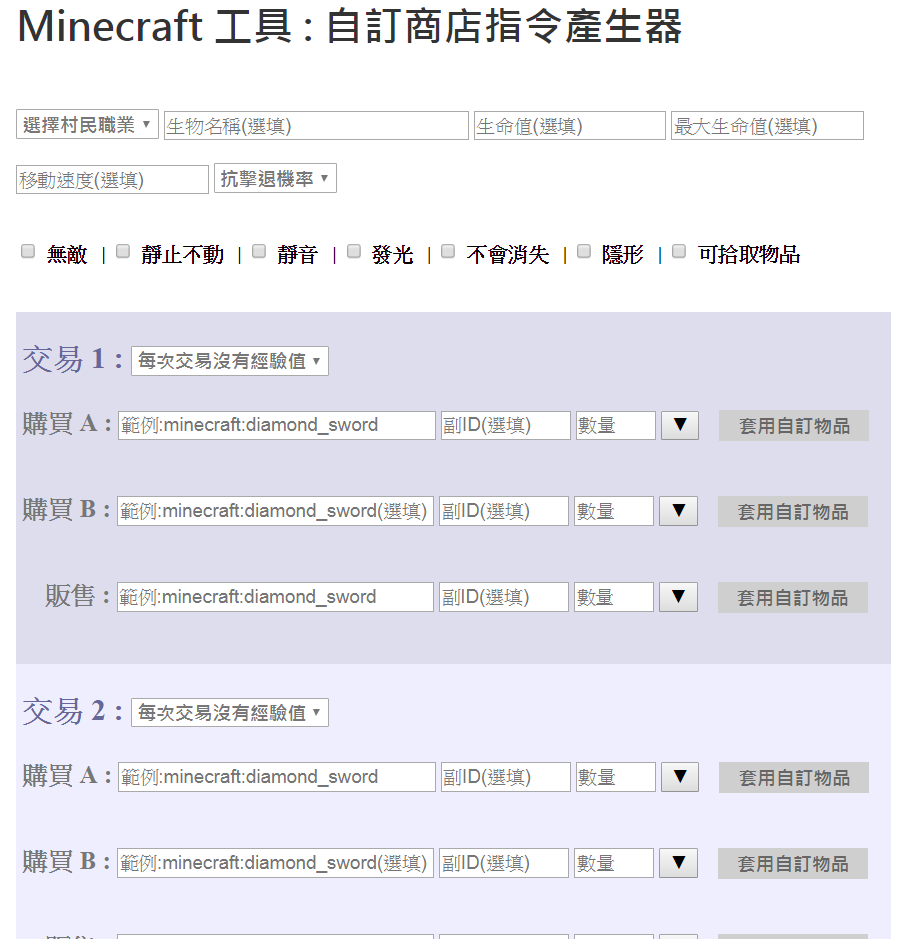 Minecraft 工具 : 自訂商店指令產生器
選擇村民職業 ▼ 生物名稱(選填) 生命值(選填) 最大生命值(選填)
移動速度(選填) 抗擊退機率 ▼
無敵 | 靜止不動 | 靜音 | 發光 | 不會消失 | 隱形 | 可拾取物品
交易 1 : 每次交易沒有經驗值 ▼
購買 A : 範例:minecraft:diamond_sword 副ID(選填) 數量 ▼ 套用自訂物品
購買 B : 範例:minecraft:diamond_sword(選填) 副ID(選填) 數量 ▼ 套用自訂物品
販售 : 範例:minecraft:diamond_sword 副ID(選填) 數量 ▼ 套用自訂物品
交易 2 : 每次交易沒有經驗值 ▼
購買 A : 範例:minecraft:diamond_sword 副ID(選填) 數量 ▼ 套用自訂物品
購買 B : 範例:minecraft:diamond_sword(選填) 副ID(選填) 數量 ▼ 套用自訂物品